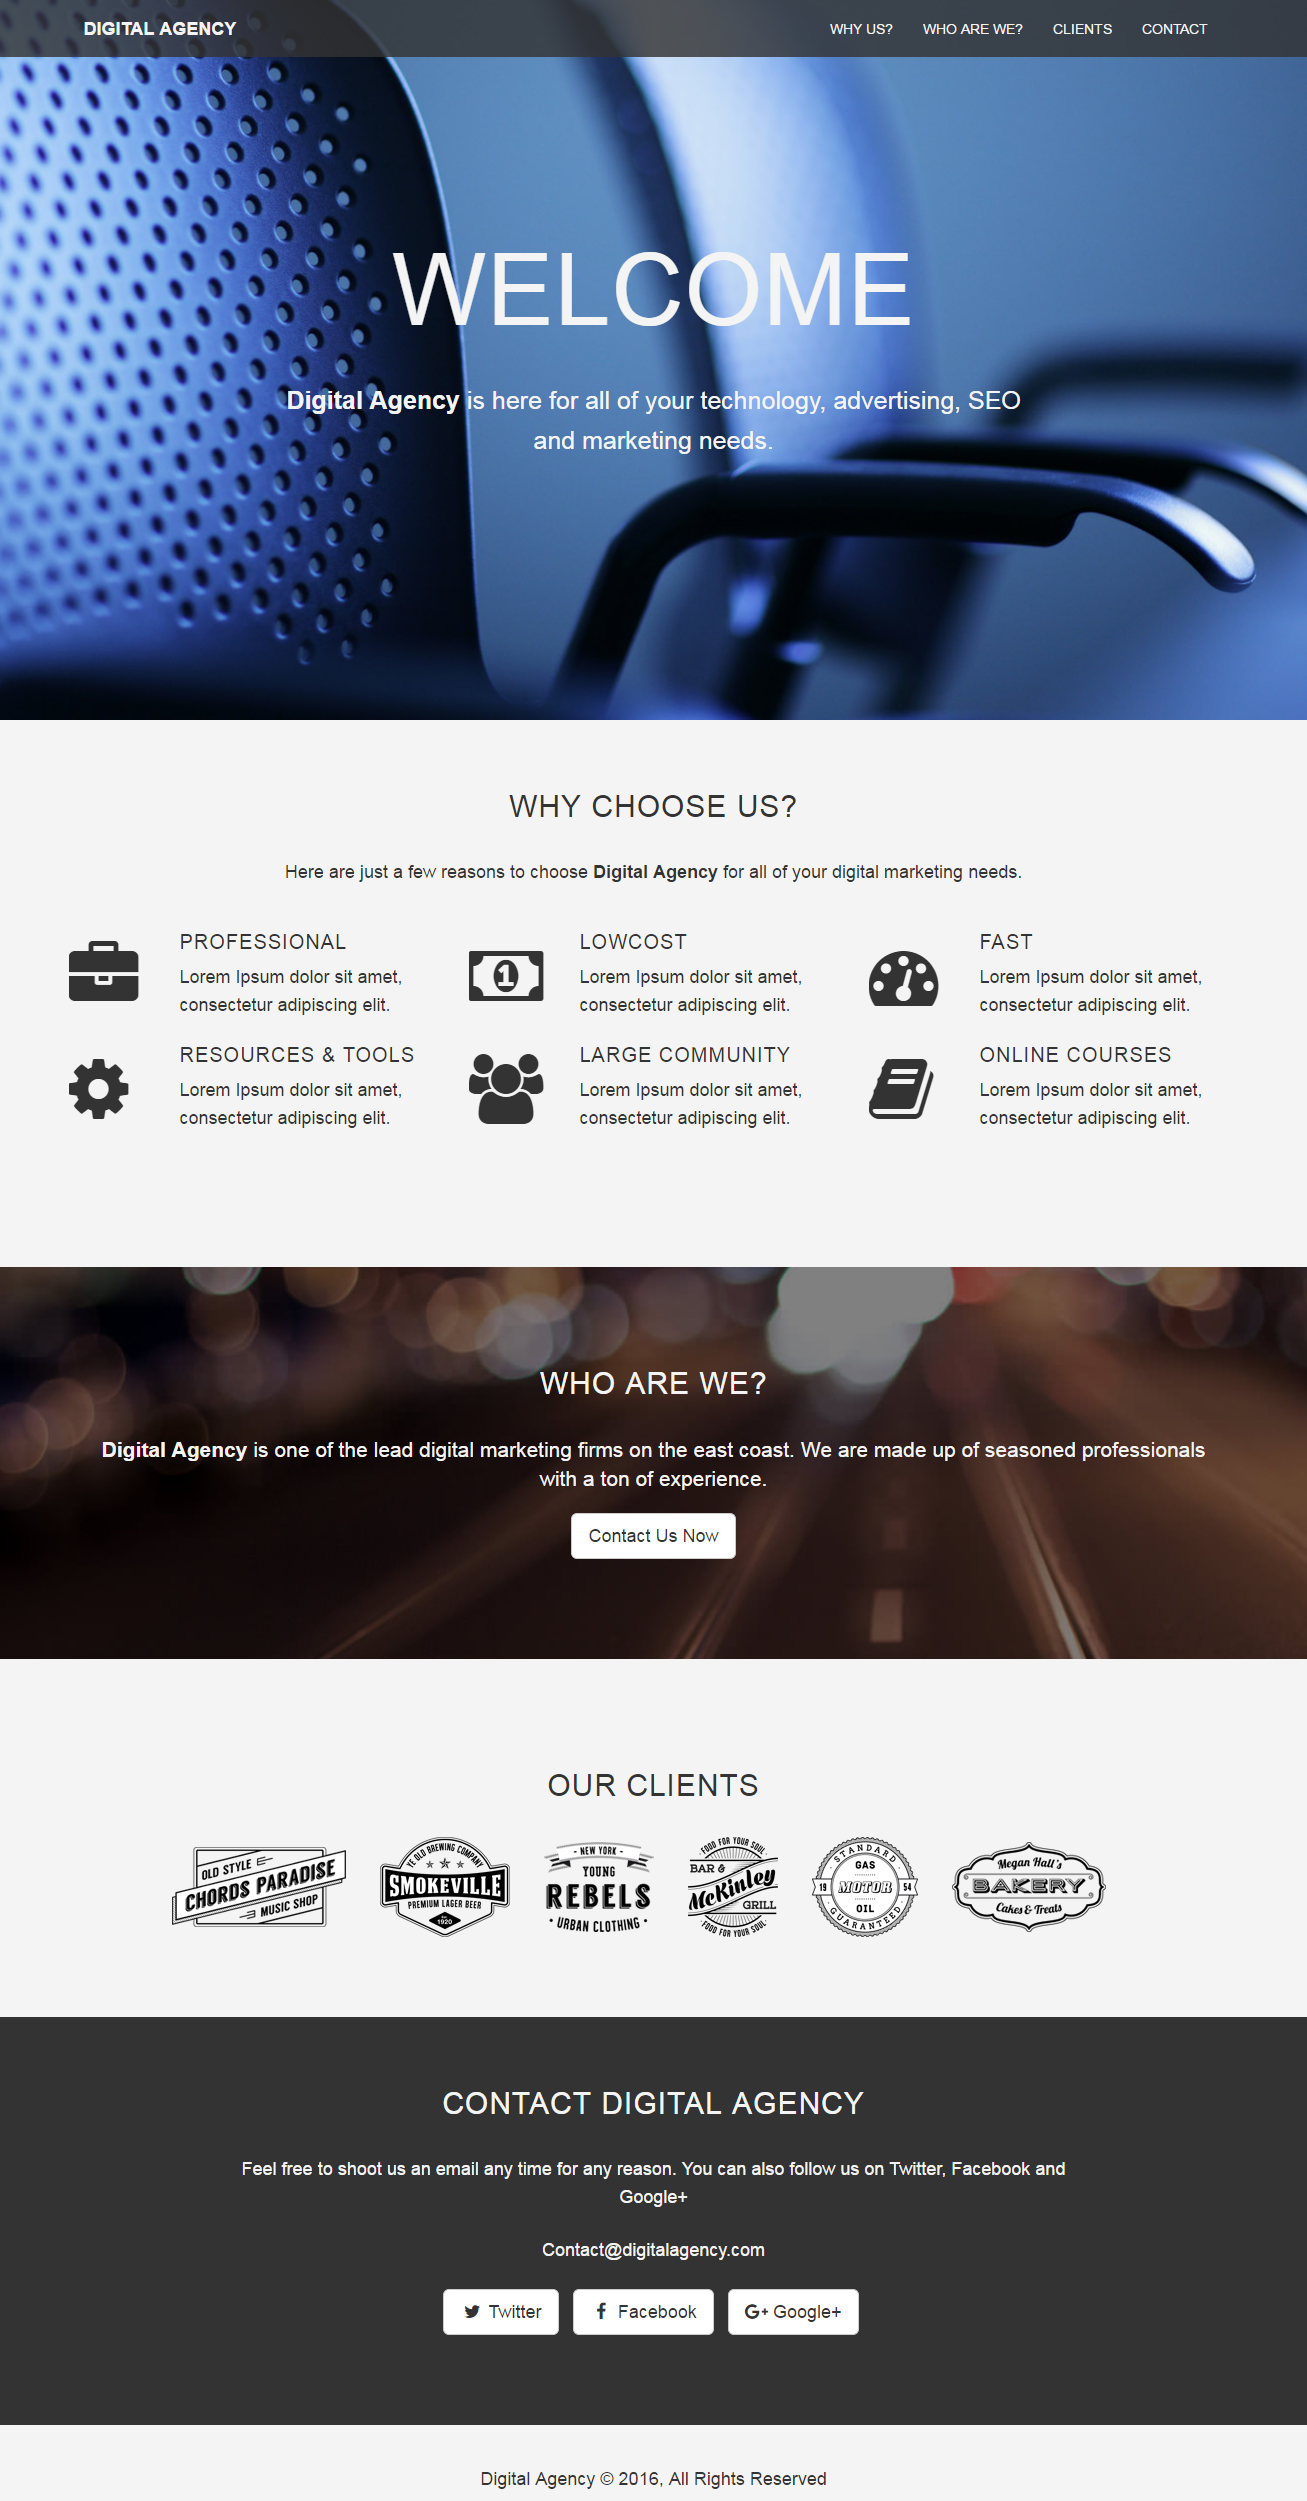 DIGITAL AGENCY
WHY US? WHO ARE WE? CLIENTS CONTACT
WELCOME
Digital Agency is here for all of your technology, advertising, SEO
and marketing needs.
WHY CHOOSE US?
Here are just a few reasons to choose Digital Agency for all of your digital marketing needs.
PROFESSIONAL
Lorem Ipsum dolor sit amet,
consectetur adipiscing elit.
1
LOWCOST
Lorem Ipsum dolor sit amet,
consectetur adipiscing elit.
FAST
Lorem Ipsum dolor sit amet,
consectetur adipiscing elit.
RESOURCES & TOOLS
Lorem Ipsum dolor sit amet,
consectetur adipiscing elit.
LARGE COMMUNITY
Lorem Ipsum dolor sit amet,
consectetur adipiscing elit.
ONLINE COURSES
Lorem Ipsum dolor sit amet,
consectetur adipiscing elit.
WHO ARE WE?
Digital Agency is one of the lead digital marketing firms on the east coast. We are made up of seasoned professionals
with a ton of experience.
Contact Us Now
OUR CLIENTS
OLD STYLE
CHORDS PARADISE
MUSIC SHOP
YE OLD BREWING COMPANY
SMOKEVILLE
PREMIUM LAGER BEER
1920
- NEW YORK -
YOUNG
REBELS
• URBAN CLOTHING •
·FOOD FOR YOUR SOUL·
BAR &
McKinley
GRILL
·FOOD FOR YOUR SOUL·
· STANDARD ·
GAS
19 MOTOR 54
OIL
GUARANTEED
Megan Hall's
BAKERY
Cakes & Treats
CONTACT DIGITAL AGENCY
Feel free to shoot us an email any time for any reason. You can also follow us on Twitter, Facebook and
Google+
Contact@digitalagency.com
Twitter
Facebook
G+ Google+
Digital Agency © 2016, All Rights Reserved